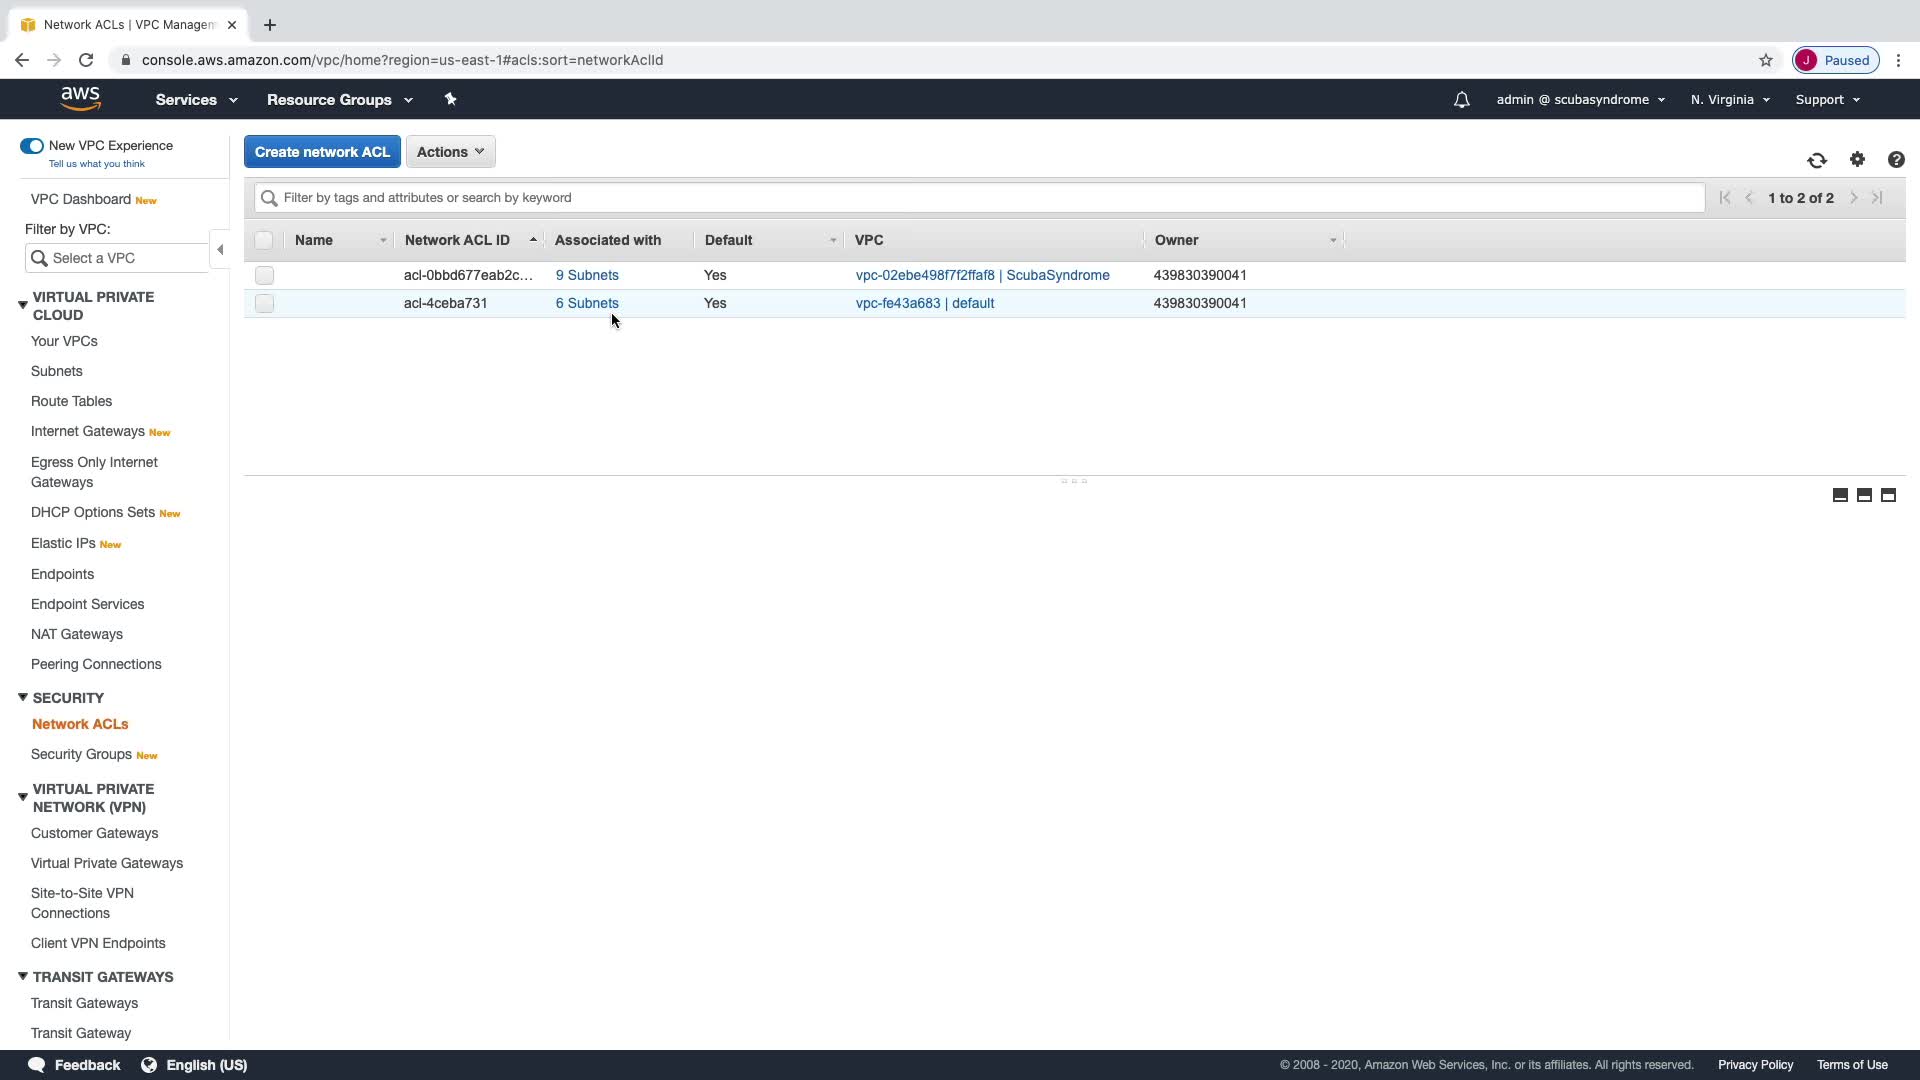 Network ACLs | VPC Managem
console.aws.amazon.com/vpc/home?region=us-east-1#acls:sort=networkAclId
J Paused
aws Services Resource Groups admin @ scubasyndrome N. Virginia Support
New VPC Experience
Tell us what you think
VPC Dashboard New
Filter by VPC:
Select a VPC
VIRTUAL PRIVATE
CLOUD
Your VPCs
Subnets
Route Tables
Internet Gateways New
Egress Only Internet
Gateways
DHCP Options Sets New
Elastic IPs New
Endpoints
Endpoint Services
NAT Gateways
Peering Connections
SECURITY
Network ACLs
Security Groups New
VIRTUAL PRIVATE
NETWORK (VPN)
Customer Gateways
Virtual Private Gateways
Site-to-Site VPN
Connections
Client VPN Endpoints
TRANSIT GATEWAYS
Transit Gateways
Transit Gateway
Create network ACL Actions
Filter by tags and attributes or search by keyword
1 to 2 of 2
Name Network ACL ID Associated with Default VPC Owner
acl-0bbd677eab2c... 9 Subnets Yes vpc-02ebe498f7f2ffaf8 | ScubaSyndrome 439830390041
acl-4ceba731 6 Subnets Yes vpc-fe43a683 | default 439830390041
Feedback English (US) © 2008 - 2020, Amazon Web Services, Inc. or its affiliates. All rights reserved. Privacy Policy Terms of Use